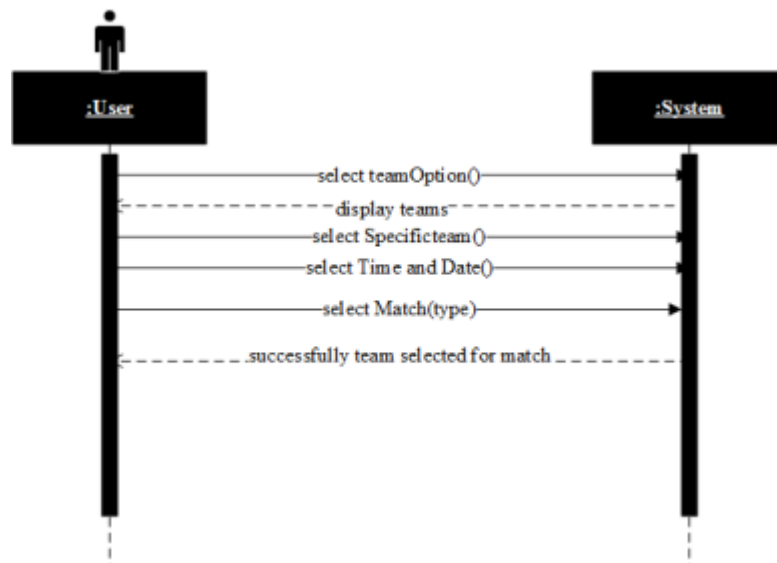 :User
:System
select teamOption()
display teams
select Specificteam()
select Time and Date()
select Match(type)
successfully team selected for match